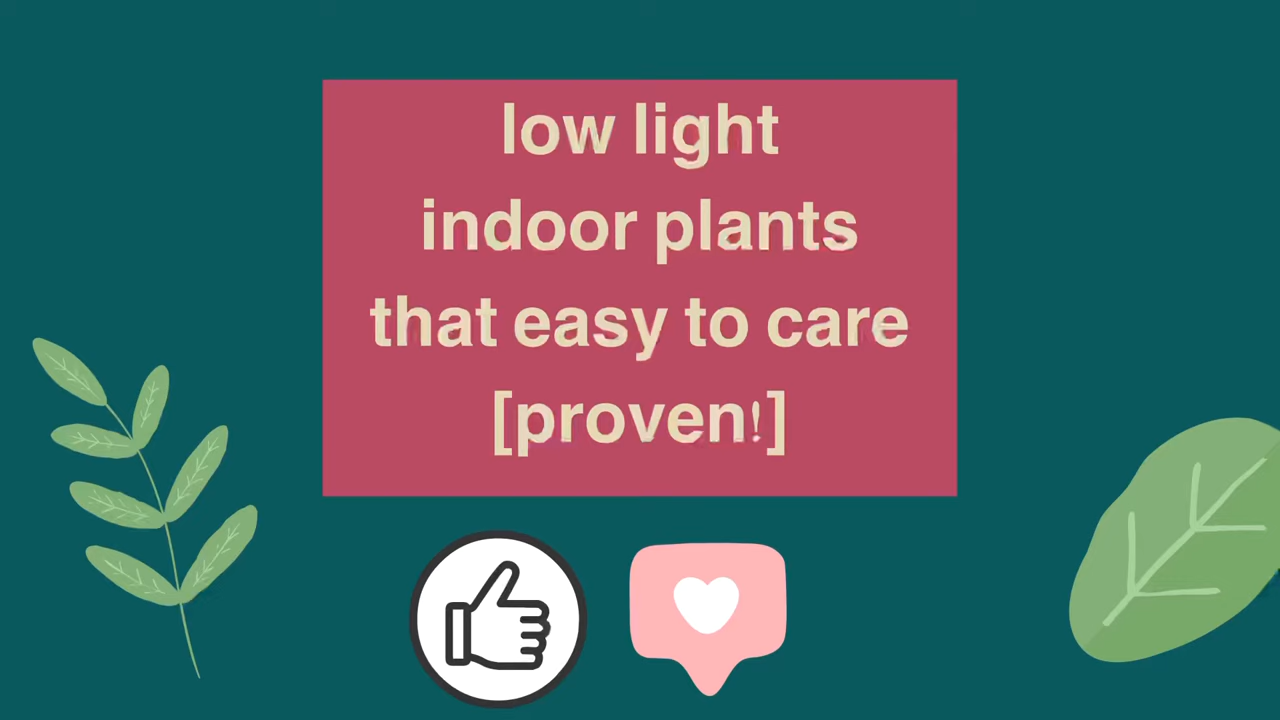 low light
indoor plants
that easy to care
[proven!]